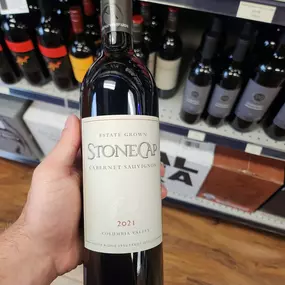 ESTATE GROWN
STONECAP
CABERNET SAUVIGNON
2021
COLUMBIA VALLEY